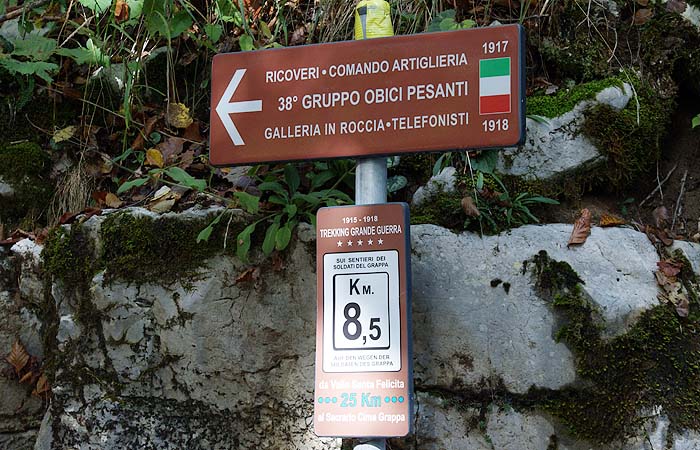 RICOVERI • COMANDO ARTIGLIERIA
38° GRUPPO OBICI PESANTI
GALLERIA IN ROCCIA • TELEFONISTI
1917
1918
1915 - 1918
TREKKING GRANDE GUERRA
SUI SENTIERI DEI
SOLDATI DEL GRAPPA
KM.
8,5
AUF DEN WEGEN DER
SOLDATEN DES GRAPPA
da Valle Santa Felicita
25 Km
al Sacrario Cima Grappa